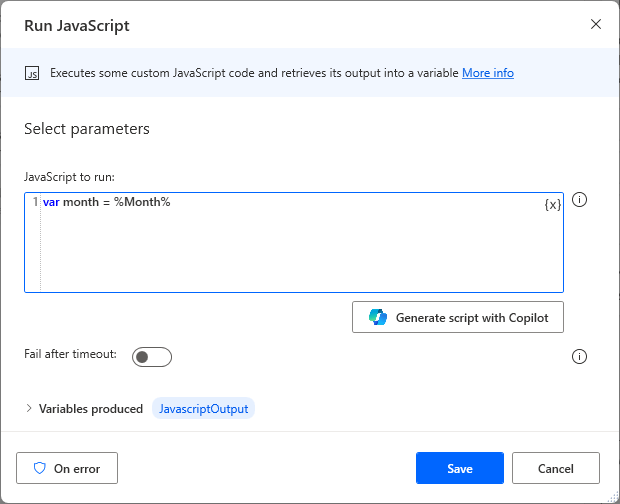 Run JavaScript
JS Executes some custom JavaScript code and retrieves its output into a variable More info
Select parameters
JavaScript to run:
1 var month = %Month% {x}
Generate script with Copilot
Fail after timeout:
Variables produced JavascriptOutput
On error Save Cancel